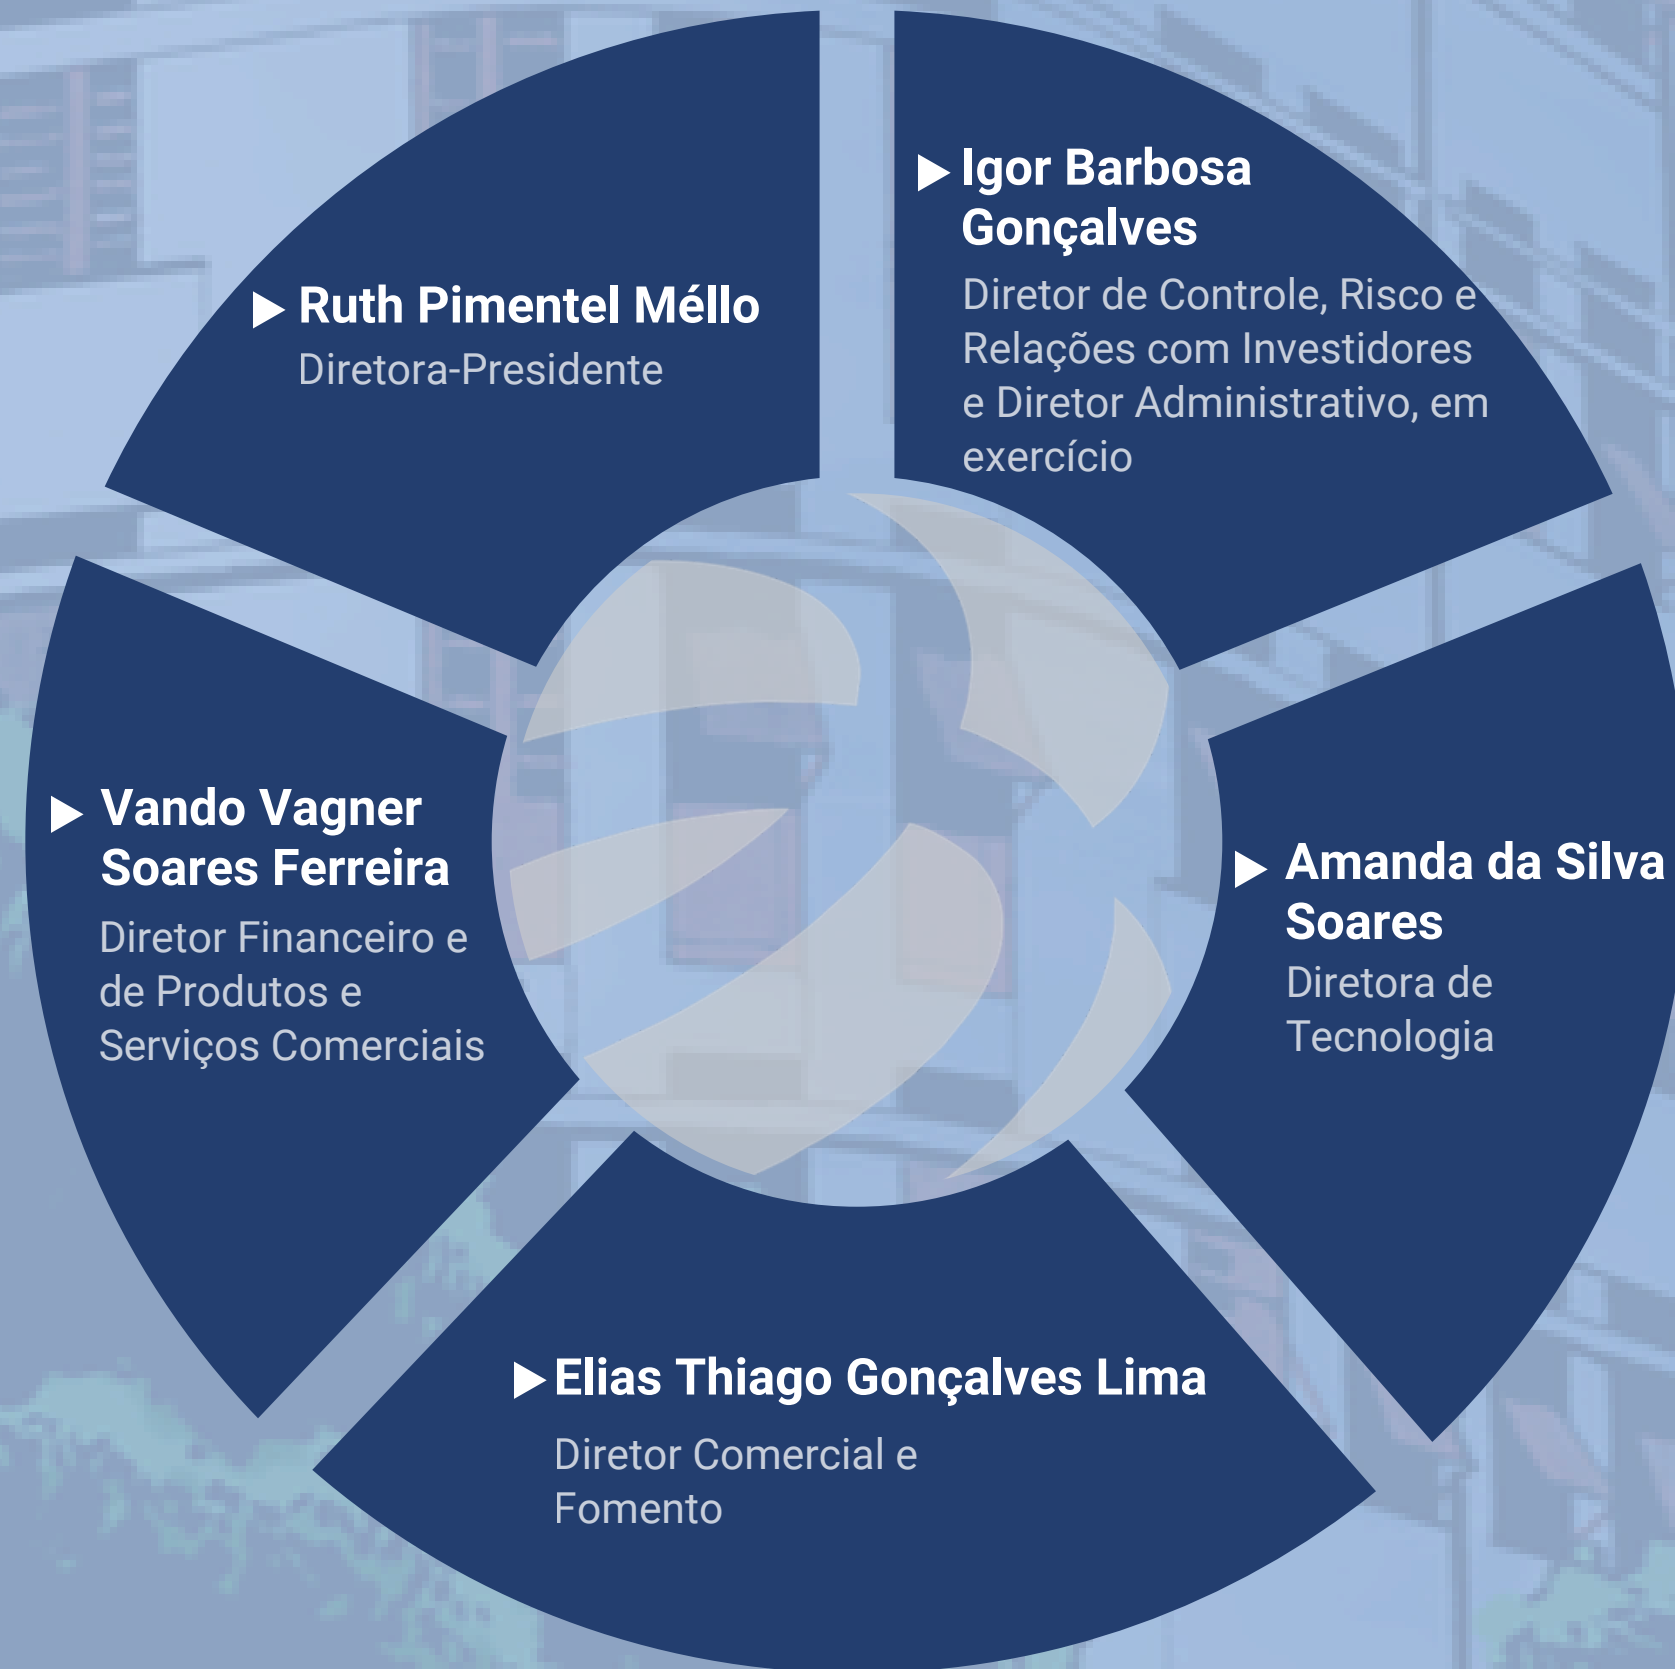 Ruth Pimentel Méllo
Diretora-Presidente
Igor Barbosa
Gonçalves
Diretor de Controle, Risco e
Relações com Investidores
e Diretor Administrativo, em
exercício
Vando Vagner
Soares Ferreira
Diretor Financeiro e
de Produtos e
Serviços Comerciais
Amanda da Silva
Soares
Diretora de
Tecnologia
Elias Thiago Gonçalves Lima
Diretor Comercial e
Fomento